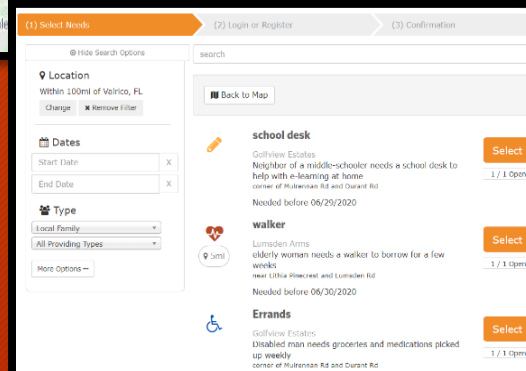 (1) Select Needs
(2) Login or Register
(3) Confirmation
Hide Search Options
search
Location
Within 100mi of Valrico, FL
Change
x Remove Filter
Back to Map
Dates
Start Date
X
End Date
X
Type
Local Family
All Providing Types
More Options
school desk
Golfview Estates
Neighbor of a middle-schooler needs a school desk to
help with e-learning at home
corner of Mulrennan Rd and Durant Rd
Needed before 06/29/2020
Select
1 / 1 Open
walker
5mi
Lumsden Arms
elderly woman needs a walker to borrow for a few
weeks
near Lithia Pinecrest and Lumsden Rd
Needed before 06/30/2020
Select
1 / 1 Open
Errands
Golfview Estates
Disabled man needs groceries and medications picked
up weekly
corner of Mulrennan Rd and Durant Rd
Select
1 / 1 Open